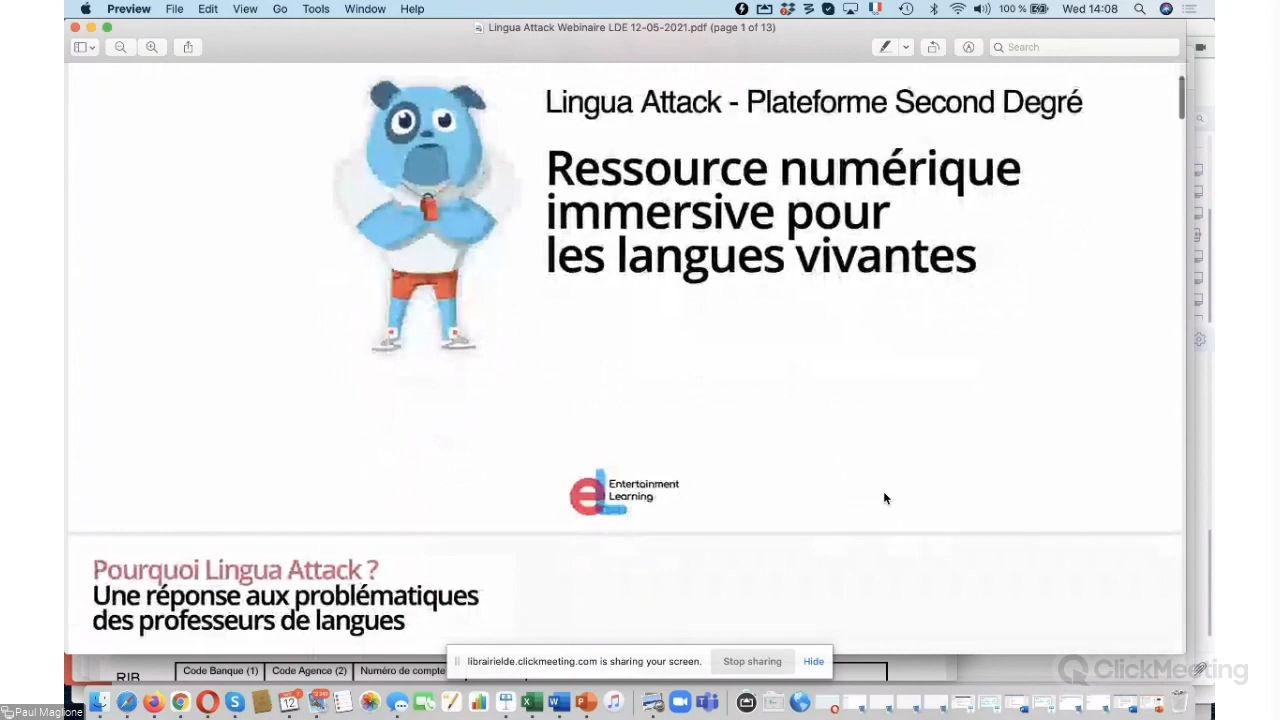 Preview File Edit View Go Tools Window Help 100 % Wed 14:08
Lingua Attack Webinaire LDE 12-05-2021.pdf (page 1 of 13)
Search
Lingua Attack - Plateforme Second Degré
Ressource numérique
immersive pour
les langues vivantes
Entertainment
Learning
Pourquoi Lingua Attack ?
Une réponse aux problématiques
des professeurs de langues
librairielde.clickmeeting.com is sharing your screen. Stop sharing Hide
RIB Code Banque (1) Code Agence (2) Numéro de compte
ClickMeeting
Paul Maglione